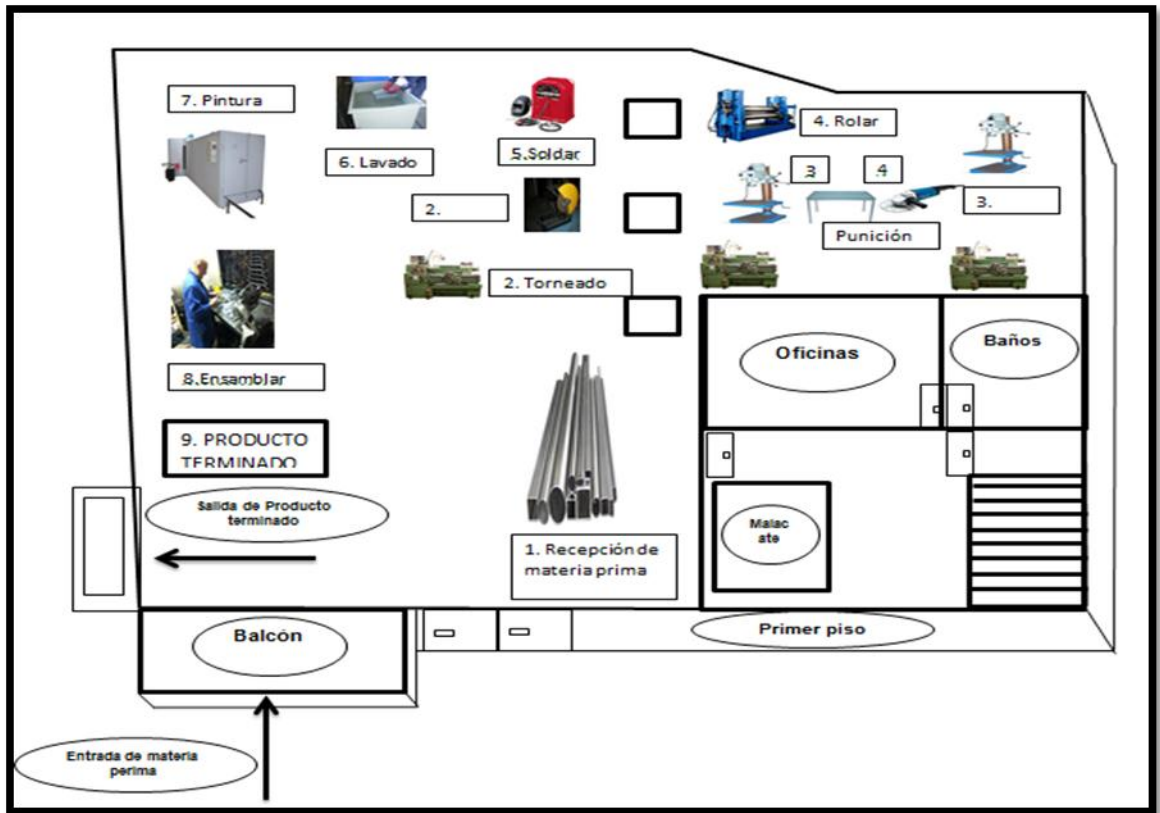 7. Pintura
6. Lavado
5.Soldar
4. Rolar
3
4
2.
3.
Punición
2. Torneado
Oficinas
Baños
8.Ensamblar
9. PRODUCTO
TERMINADO
Salida de Producto
terminado
1. Recepción de
materia prima
Malac
ate
Balcón
Primer piso
Entrada de materia
perima